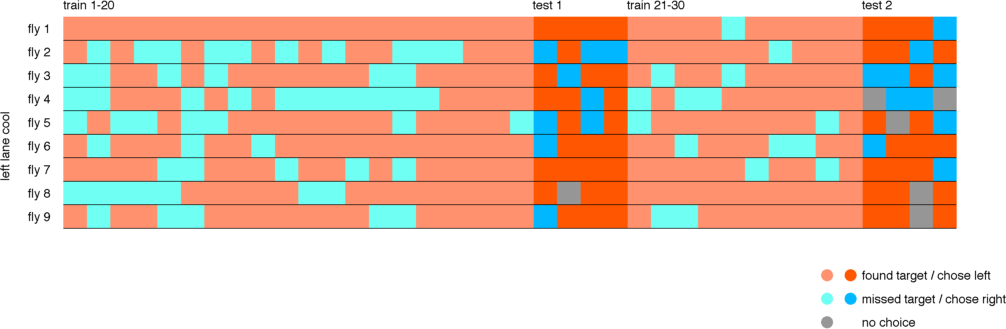 train 1-20 test 1 train 21-30 test 2
left lane cool
fly 1
fly 2
fly 3
fly 4
fly 5
fly 6
fly 7
fly 8
fly 9
found target / chose left
missed target / chose right
no choice